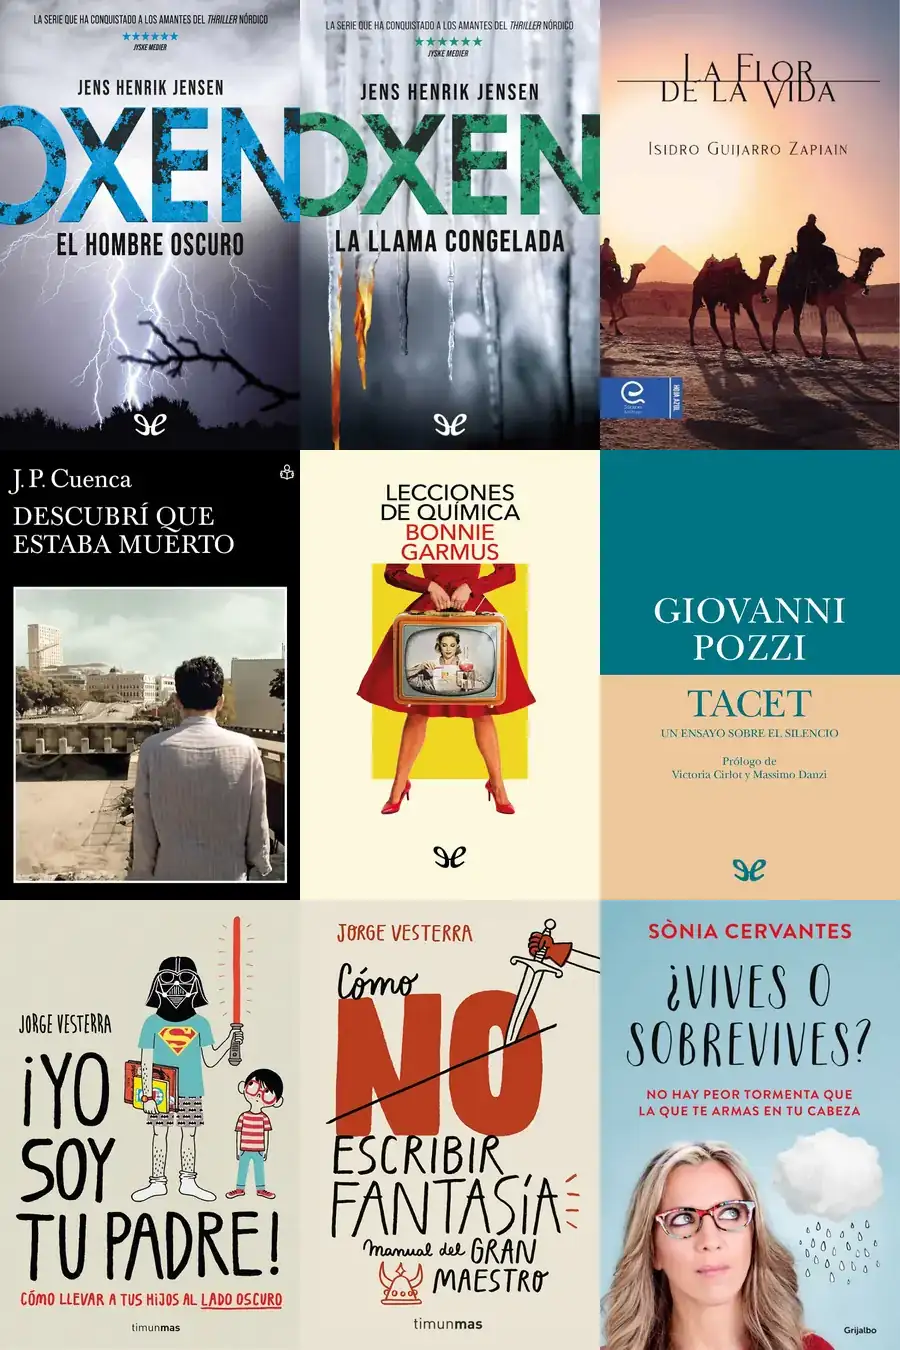 LA SERIE QUE HA CONQUISTADO A LOS AMANTES DEL THRILLER NÓRDICO
JYSKE MEDIER
JENS HENRIK JENSEN
OXEN
EL HOMBRE OSCURO
LA SERIE QUE HA CONQUISTADO A LOS AMANTES DEL THRILLER NÓRDICO
JYSKE MEDIER
JENS HENRIK JENSEN
OXEN
LA LLAMA CONGELADA
LA FLOR
DE LA VIDA
ISIDRO GUIJARRO ZAPIAIN
HOJA AZUL
J. P. Cuenca
DESCUBRÍ QUE
ESTABA MUERTO
LECCIONES
DE QUÍMICA
BONNIE
GARMUS
GIOVANNI
POZZI
TACET
UN ENSAYO SOBRE EL SILENCIO
Prólogo de
Victoria Cirlot y Massimo Danzi
JORGE VESTERRA
¡YO
SOY
TU PADRE!
CÓMO LLEVAR A TUS HIJOS AL LADO OSCURO
timunmas
JORGE VESTERRA
Cómo
NO
ESCRIBIR
FANTASÍA
manual del GRAN
MAESTRO
timunmas
SÒNIA CERVANTES
¿VIVES O
SOBREVIVES?
NO HAY PEOR TORMENTA QUE
LA QUE TE ARMAS EN TU CABEZA
Grijalbo